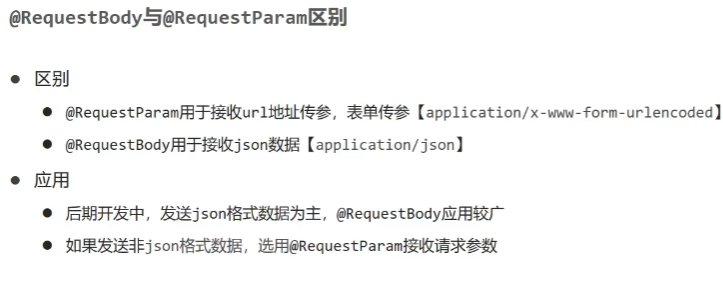 @RequestBody与@RequestParam区别
● 区别
● @RequestParam用于接收url地址传参，表单传参【application/x-www-form-urlencoded】
● @RequestBody用于接收json数据【application/json】
● 应用
● 后期开发中，发送json格式数据为主，@RequestBody应用较广
● 如果发送非json格式数据，选用@RequestParam接收请求参数